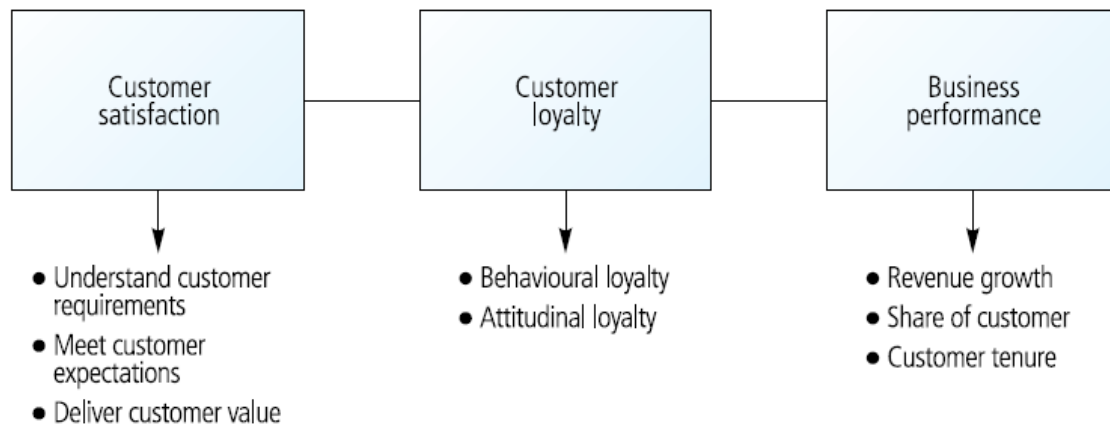 Customer
satisfaction
Customer
loyalty
Business
performance
● Understand customer
requirements
● Meet customer
expectations
● Deliver customer value
● Behavioural loyalty
● Attitudinal loyalty
● Revenue growth
● Share of customer
● Customer tenure